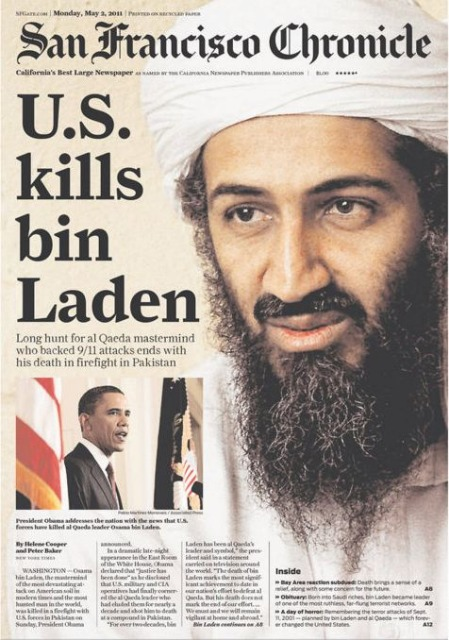 SFGate.com | Monday, May 2, 2011 | Printed on recycled paper
San Francisco Chronicle
California's Best Large Newspaper as named by the California Newspaper Publishers Association | $1.00 ★★★★★
U.S.
kills
bin
Laden
Long hunt for al Qaeda mastermind
who backed 9/11 attacks ends with
his death in firefight in Pakistan
Pablo Martinez Monsivais / Associated Press
President Obama addresses the nation with the news that U.S.
forces have killed al Qaeda leader Osama bin Laden.
By Helene Cooper
and Peter Baker
NEW YORK TIMES
WASHINGTON — Osama
bin Laden, the mastermind
of the most devastating at-
tack on American soil in
modern times and the most
hunted man in the world,
was killed in a firefight with
U.S. forces in Pakistan on
Sunday, President Obama
announced.
In a dramatic late-night
appearance in the East Room
of the White House, Obama
declared that "justice has
been done" as he disclosed
that U.S. military and CIA
operatives had finally corner-
ed the al Qaeda leader who
had eluded them for nearly a
decade and shot him to death
at a compound in Pakistan.
"For over two decades, bin
Laden has been al Qaeda's
leader and symbol," the pres-
ident said in a statement
carried on television around
the world. "The death of bin
Laden marks the most signif-
icant achievement to date in
our nation's effort to defeat al
Qaeda. But his death does not
mark the end of our effort. ...
We must and we will remain
vigilant at home and abroad."
Bin Laden continues on A8
Inside
» Bay Area reaction subdued: Death brings a sense of a
relief, along with some concern for the future. A8
» Obituary: Born into Saudi riches, bin Laden became leader
of one of the most ruthless, far-flung terrorist networks. A9
» A day of horror: Remembering the terror attacks of Sept.
11, 2001 — planned by bin Laden and al Qaeda — which forev-
er changed the United States. A12